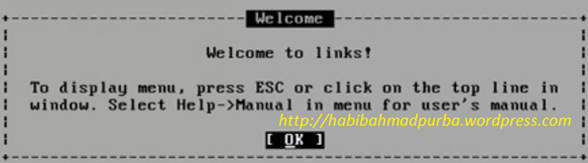 Welcome
Welcome to links!
To display menu, press ESC or click on the top line in
window. Select Help->Manual in menu for user's manual.
http://habibahmadpurba.wordpress.com
[ OK ]